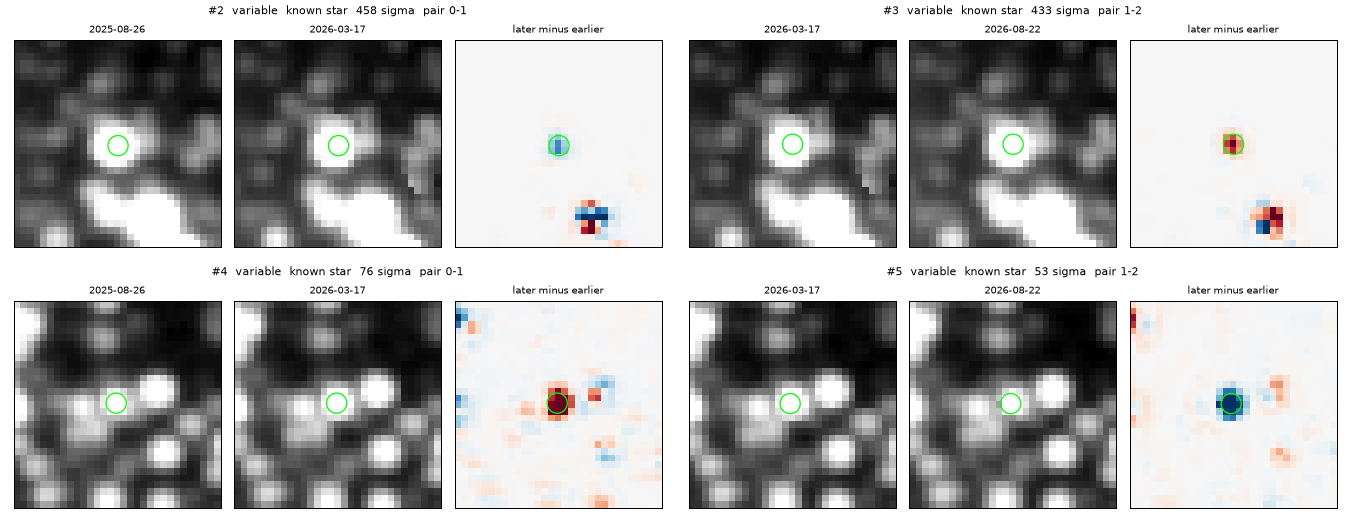 #2 variable known star 458 sigma pair 0-1
2025-08-26
2026-03-17
later minus earlier
#3 variable known star 433 sigma pair 1-2
2026-03-17
2026-08-22
later minus earlier
#4 variable known star 76 sigma pair 0-1
2025-08-26
2026-03-17
later minus earlier
#5 variable known star 53 sigma pair 1-2
2026-03-17
2026-08-22
later minus earlier